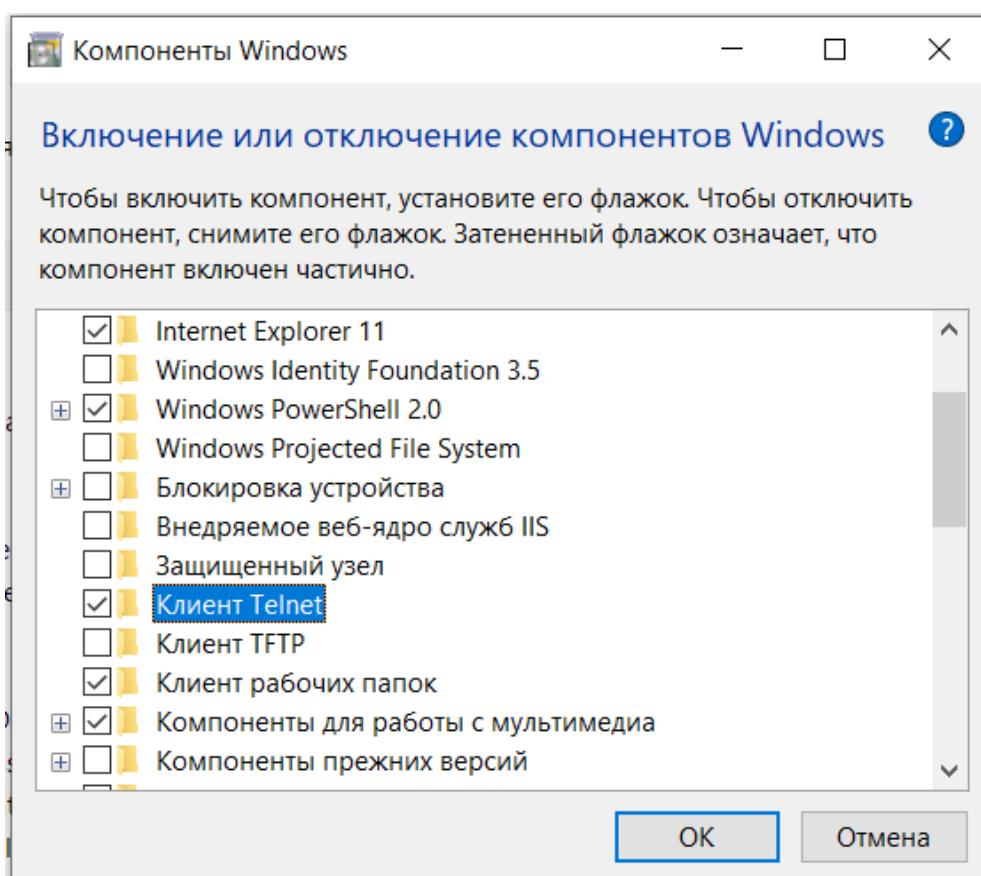 Компоненты Windows
Включение или отключение компонентов Windows
?
Чтобы включить компонент, установите его флажок. Чтобы отключить
компонент, снимите его флажок. Затененный флажок означает, что
компонент включен частично.
Internet Explorer 11
Windows Identity Foundation 3.5
Windows PowerShell 2.0
Windows Projected File System
Блокировка устройства
Внедряемое веб-ядро служб IIS
Защищенный узел
Клиент Telnet
Клиент TFTP
Клиент рабочих папок
Компоненты для работы с мультимедиа
Компоненты прежних версий
ОК
Отмена